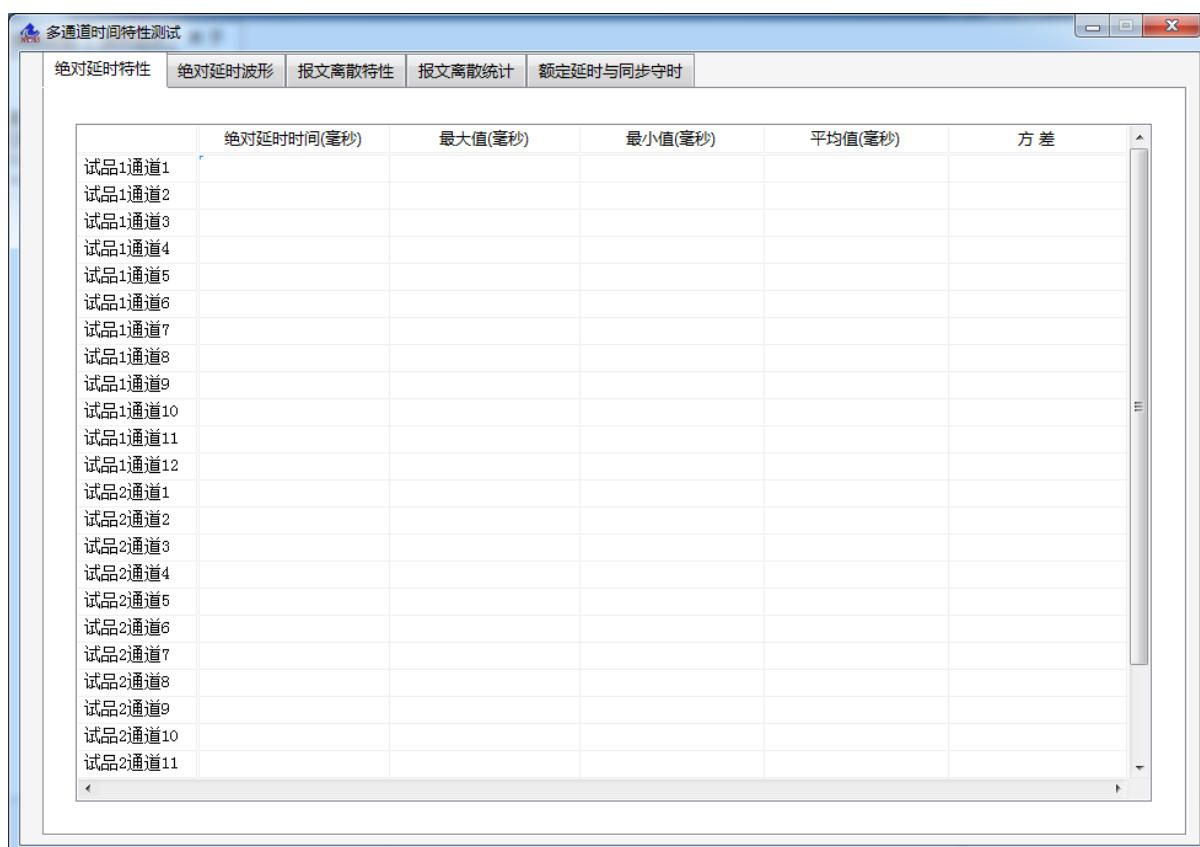 多通道时间特性测试
绝对延时特性 绝对延时波形 报文离散特性 报文离散统计 额定延时与同步守时
绝对延时时间(毫秒) 最大值(毫秒) 最小值(毫秒) 平均值(毫秒) 方 差
试品1通道1
试品1通道2
试品1通道3
试品1通道4
试品1通道5
试品1通道6
试品1通道7
试品1通道8
试品1通道9
试品1通道10
试品1通道11
试品1通道12
试品2通道1
试品2通道2
试品2通道3
试品2通道4
试品2通道5
试品2通道6
试品2通道7
试品2通道8
试品2通道9
试品2通道10
试品2通道11